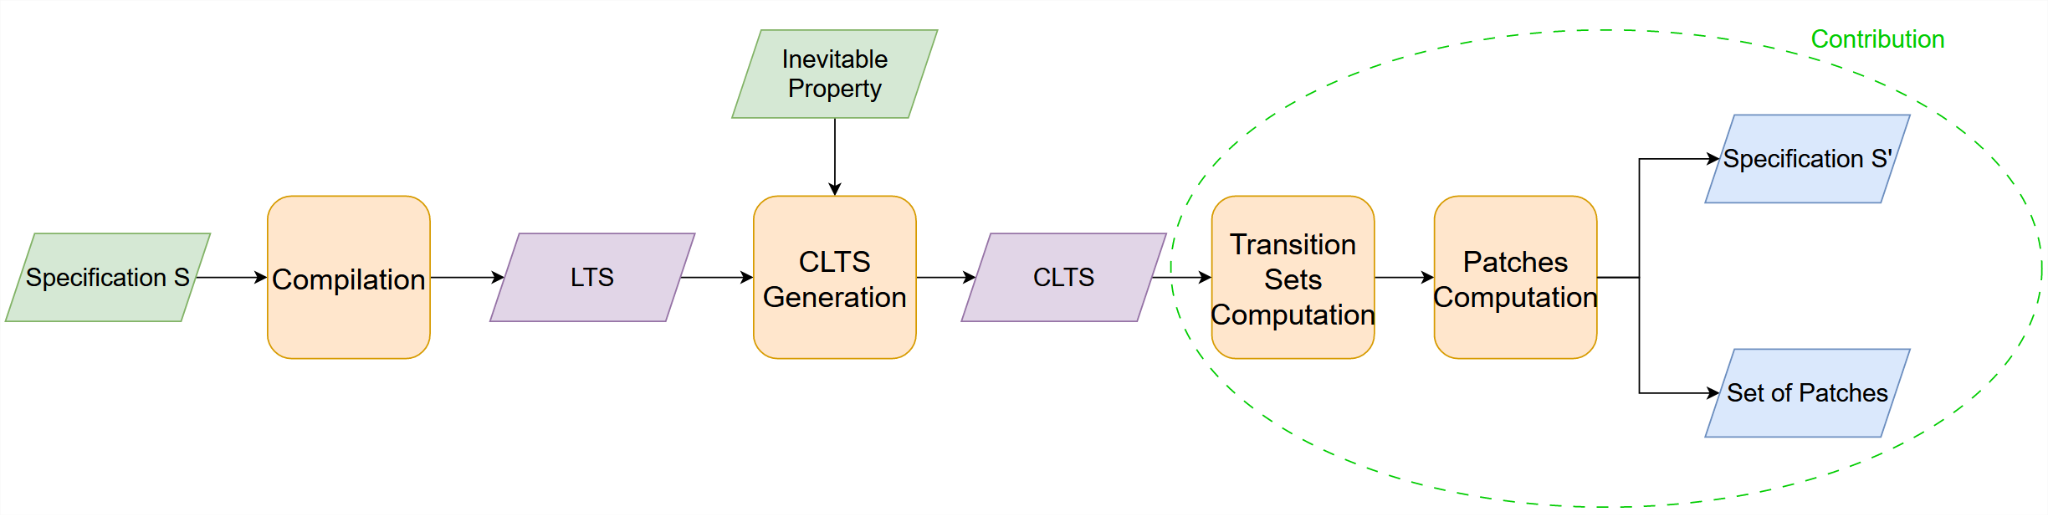 Contribution
Inevitable
Property
Specification S'
Specification S
Compilation
LTS
CLTS
Generation
CLTS
Transition
Sets
Computation
Patches
Computation
Set of Patches